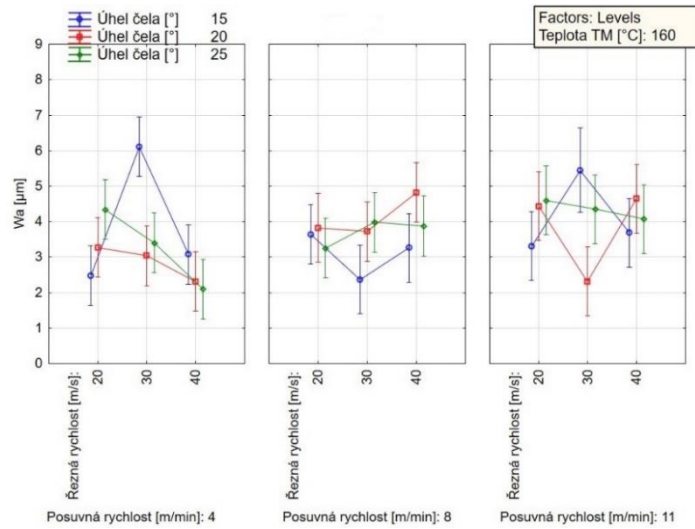 Úhel čela [°] 15
Úhel čela [°] 20
Úhel čela [°] 25
Factors: Levels
Teplota TM [°C]: 160
Wa [µm]
9
8
7
6
5
4
3
2
1
0
Řezná rychlost [m/s]: 20 30 40
Řezná rychlost [m/s]: 20 30 40
Řezná rychlost [m/s]: 20 30 40
Posuvná rychlost [m/min]: 4
Posuvná rychlost [m/min]: 8
Posuvná rychlost [m/min]: 11